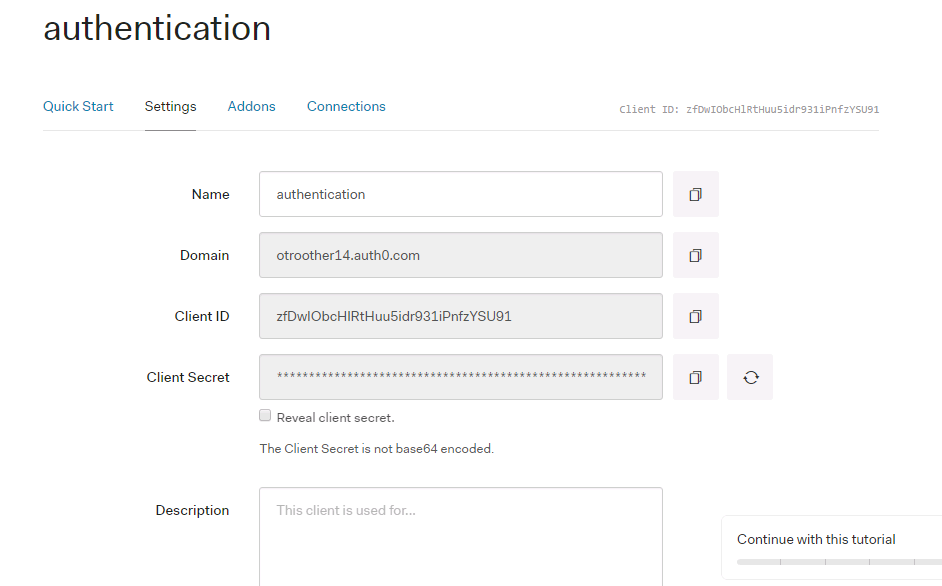 authentication
Quick Start Settings Addons Connections Client ID: zfDwIObcHlRtHuu5idr931iPnfzYSU91
Name authentication
Domain otroother14.auth0.com
Client ID zfDwIObcHlRtHuu5idr931iPnfzYSU91
Client Secret **********************************************************
Reveal client secret.
The Client Secret is not base64 encoded.
Description This client is used for...
Continue with this tutorial